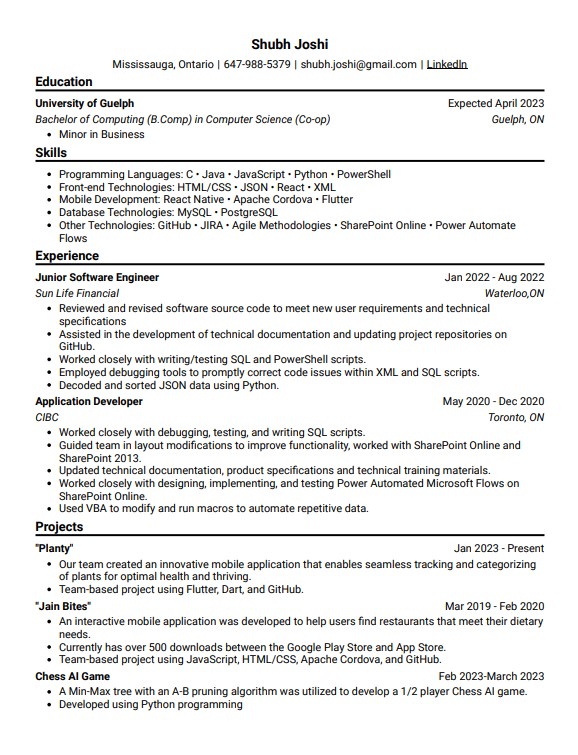 Shubh Joshi
Mississauga, Ontario | 647-988-5379 | shubh.joshi@gmail.com | LinkedIn
Education
University of Guelph Expected April 2023
Bachelor of Computing (B.Comp) in Computer Science (Co-op) Guelph, ON
• Minor in Business
Skills
• Programming Languages: C • Java • JavaScript • Python • PowerShell
• Front-end Technologies: HTML/CSS • JSON • React • XML
• Mobile Development: React Native • Apache Cordova • Flutter
• Database Technologies: MySQL • PostgreSQL
• Other Technologies: GitHub • JIRA • Agile Methodologies • SharePoint Online • Power Automate
Flows
Experience
Junior Software Engineer Jan 2022 - Aug 2022
Sun Life Financial Waterloo,ON
• Reviewed and revised software source code to meet new user requirements and technical
specifications
• Assisted in the development of technical documentation and updating project repositories on
GitHub.
• Worked closely with writing/testing SQL and PowerShell scripts.
• Employed debugging tools to promptly correct code issues within XML and SQL scripts.
• Decoded and sorted JSON data using Python.
Application Developer May 2020 - Dec 2020
CIBC Toronto, ON
• Worked closely with debugging, testing, and writing SQL scripts.
• Guided team in layout modifications to improve functionality, worked with SharePoint Online and
SharePoint 2013.
• Updated technical documentation, product specifications and technical training materials.
• Worked closely with designing, implementing, and testing Power Automated Microsoft Flows on
SharePoint Online.
• Used VBA to modify and run macros to automate repetitive data.
Projects
"Planty" Jan 2023 - Present
• Our team created an innovative mobile application that enables seamless tracking and categorizing
of plants for optimal health and thriving.
• Team-based project using Flutter, Dart, and GitHub.
"Jain Bites" Mar 2019 - Feb 2020
• An interactive mobile application was developed to help users find restaurants that meet their dietary
needs.
• Currently has over 500 downloads between the Google Play Store and App Store.
• Team-based project using JavaScript, HTML/CSS, Apache Cordova, and GitHub.
Chess AI Game Feb 2023-March 2023
• A Min-Max tree with an A-B pruning algorithm was utilized to develop a 1/2 player Chess AI game.
• Developed using Python programming